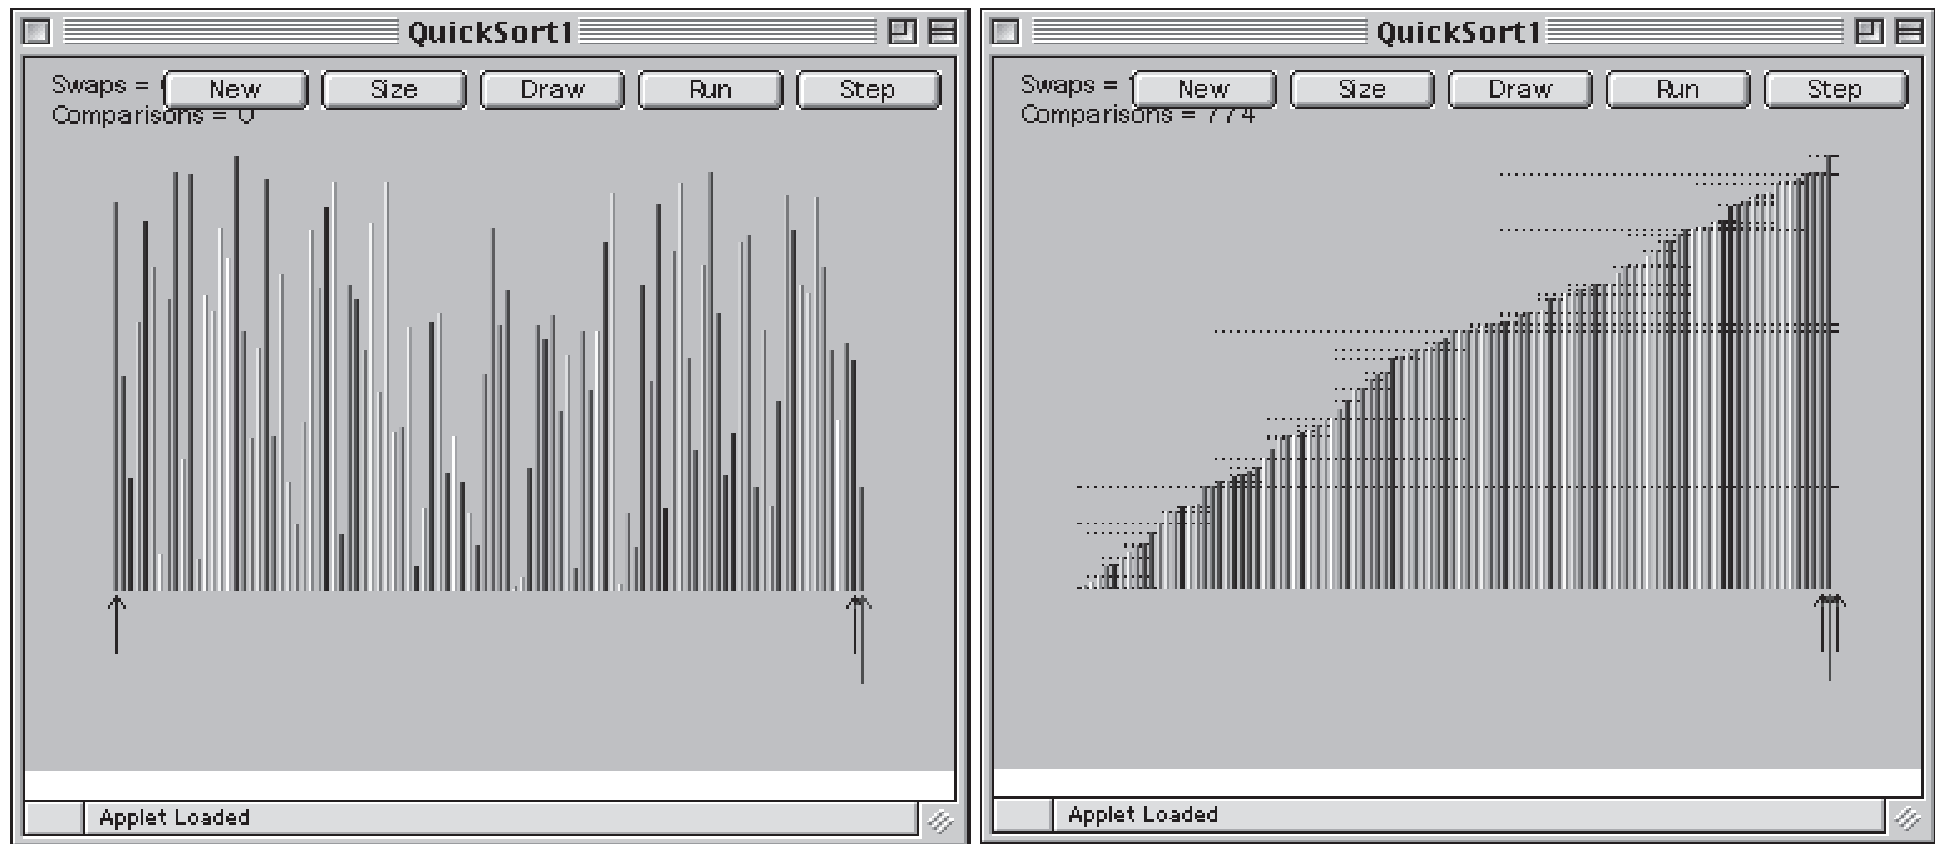 QuickSort1
Swaps =
New Size Draw Run Step
Comparisons = 0
Applet Loaded
QuickSort1
Swaps =
New Size Draw Run Step
Comparisons = 774
Applet Loaded